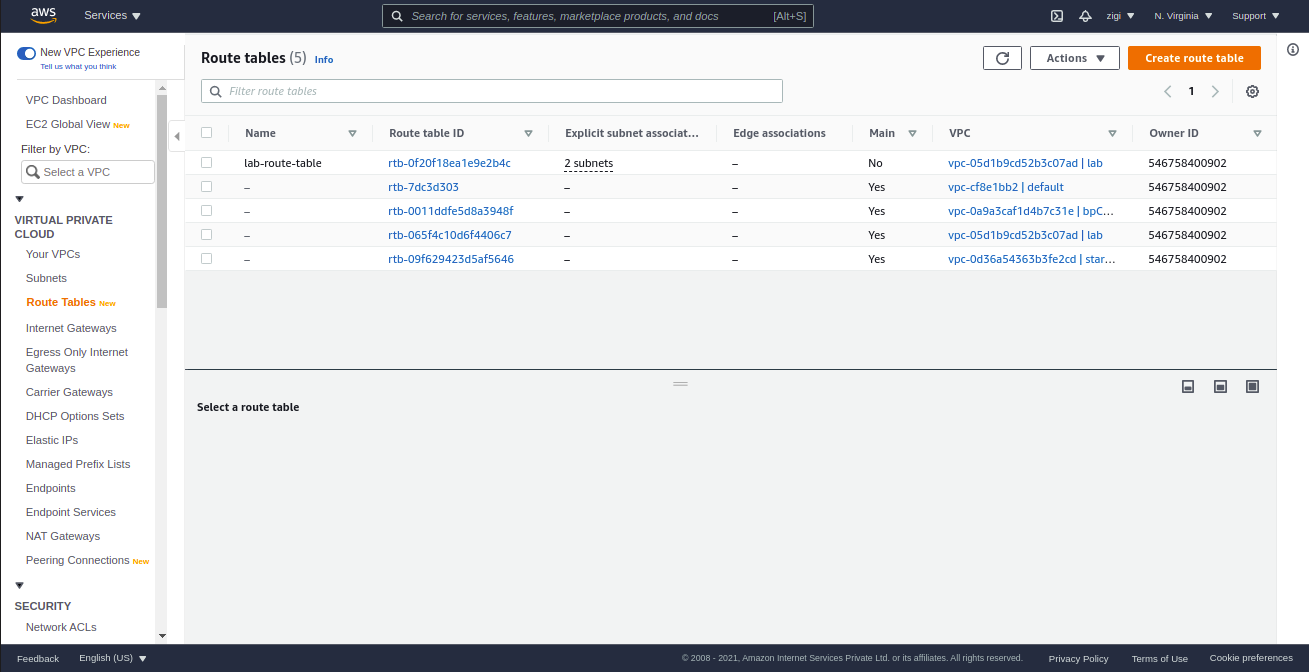 aws
Services
Search for services, features, marketplace products, and docs [Alt+S]
zigi
N. Virginia
Support
New VPC Experience
Tell us what you think
VPC Dashboard
EC2 Global View New
Filter by VPC:
Select a VPC
VIRTUAL PRIVATE
CLOUD
Your VPCs
Subnets
Route Tables New
Internet Gateways
Egress Only Internet
Gateways
Carrier Gateways
DHCP Options Sets
Elastic IPs
Managed Prefix Lists
Endpoints
Endpoint Services
NAT Gateways
Peering Connections New
SECURITY
Network ACLs
Route tables (5) Info
Actions
Create route table
Filter route tables
1
Name Route table ID Explicit subnet associat... Edge associations Main VPC Owner ID
lab-route-table rtb-0f20f18ea1e9e2b4c 2 subnets – No vpc-05d1b9cd52b3c07ad | lab 546758400902
– rtb-7dc3d303 – – Yes vpc-cf8e1bb2 | default 546758400902
– rtb-0011ddfe5d8a3948f – – Yes vpc-0a9a3caf1d4b7c31e | bpC... 546758400902
– rtb-065f4c10d6f4406c7 – – Yes vpc-05d1b9cd52b3c07ad | lab 546758400902
– rtb-09f629423d5af5646 – – Yes vpc-0d36a54363b3fe2cd | star... 546758400902
Select a route table
Feedback
English (US)
© 2008 - 2021, Amazon Internet Services Private Ltd. or its affiliates. All rights reserved.
Privacy Policy
Terms of Use
Cookie preferences